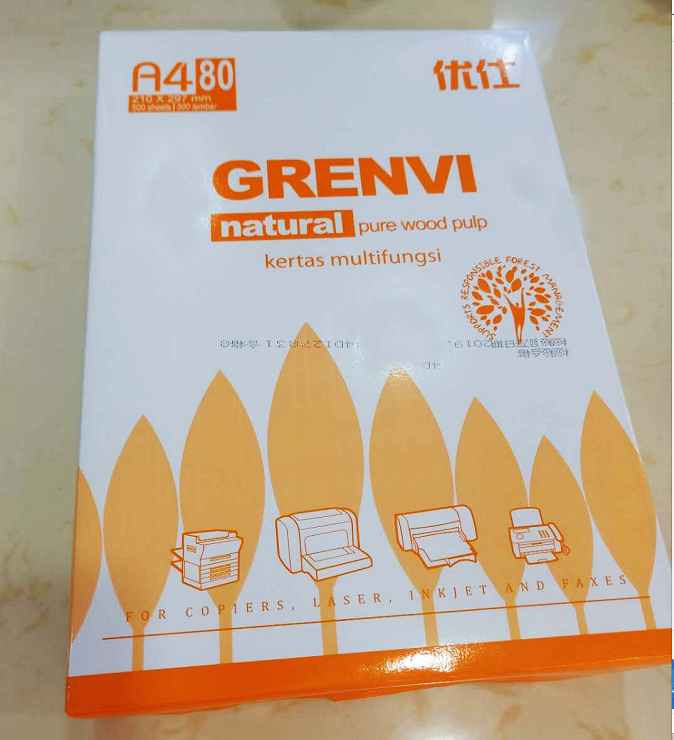 A4 80
210 X 297 mm
500 sheets | 500 lembar
优仕
GRENVI
natural pure wood pulp
kertas multifungsi
SUPPORTS RESPONSIBLE FOREST MANAGEMENT
FOR COPIERS, LASER, INKJET AND FAXES